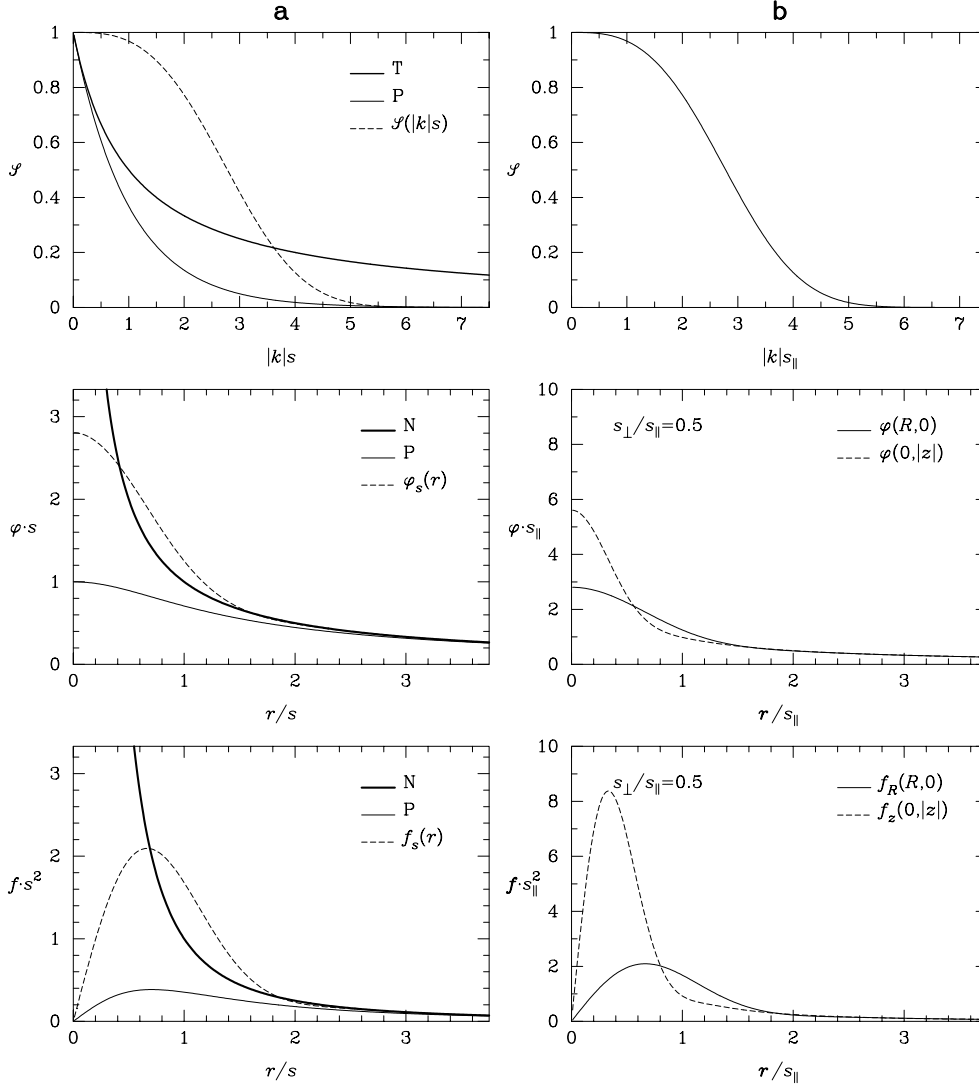 a
b
1
0.8
0.6
0.4
0.2
0
𝒮
T
P
𝒮(|k|s)
0 1 2 3 4 5 6 7
|k|s
1
0.8
0.6
0.4
0.2
0
𝒮
0 1 2 3 4 5 6 7
|k|s∥
3
2
1
0
φ·s
N
P
φₛ(r)
0 1 2 3
r/s
10
8
6
4
2
0
φ·s∥
s⊥/s∥=0.5
φ(R,0)
φ(0,|z|)
0 1 2 3
r/s∥
3
2
1
0
f·s²
N
P
fₛ(r)
0 1 2 3
r/s
10
8
6
4
2
0
f·s∥²
s⊥/s∥=0.5
f_R(R,0)
f_z(0,|z|)
0 1 2 3
r/s∥